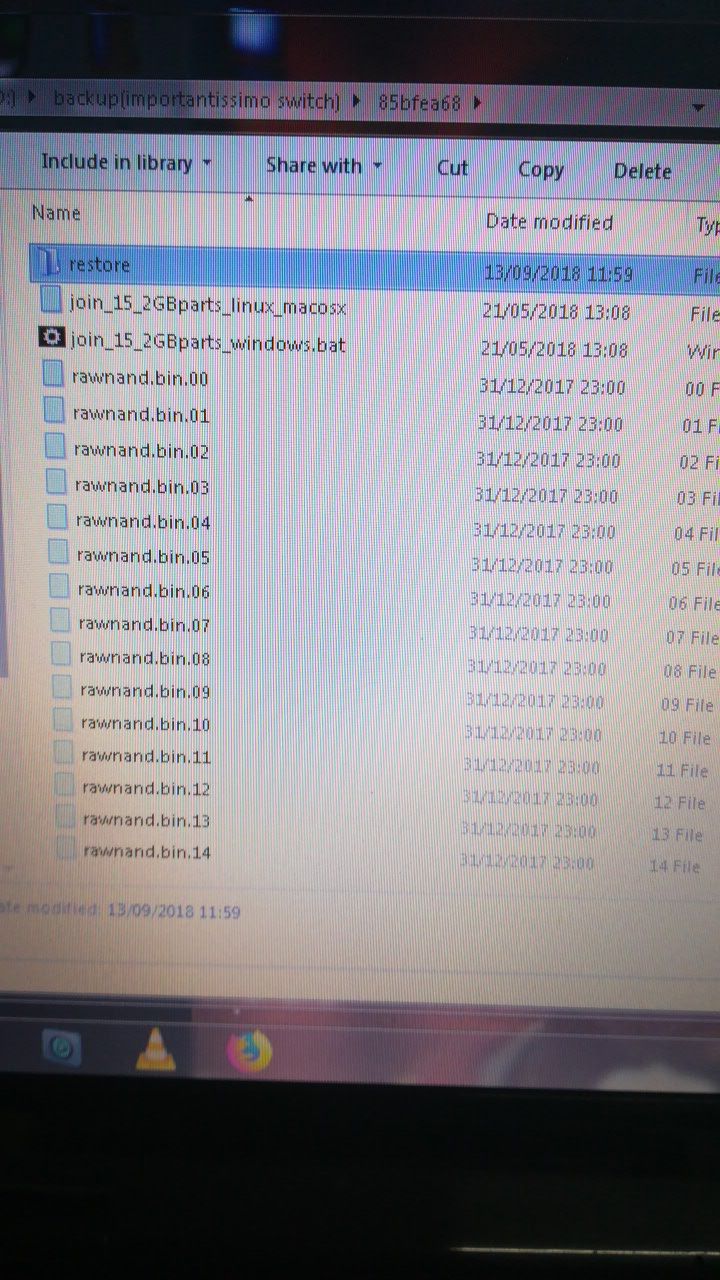 backup(importantissimo switch) 85bfea68
Include in library Share with Cut Copy Delete
Name Date modified
restore 13/09/2018 11:59 File
join_15_2GBparts_linux_macosx 21/05/2018 13:08 File
join_15_2GBparts_windows.bat 21/05/2018 13:08 Win
rawnand.bin.00 31/12/2017 23:00 00 F
rawnand.bin.01 31/12/2017 23:00 01 F
rawnand.bin.02 31/12/2017 23:00 02 Fi
rawnand.bin.03 31/12/2017 23:00 03 Fil
rawnand.bin.04 31/12/2017 23:00 04 Fil
rawnand.bin.05 31/12/2017 23:00 05 File
rawnand.bin.06 31/12/2017 23:00 06 File
rawnand.bin.07 31/12/2017 23:00 07 File
rawnand.bin.08 31/12/2017 23:00 08 File
rawnand.bin.09 31/12/2017 23:00 09 File
rawnand.bin.10 31/12/2017 23:00 10 File
rawnand.bin.11 31/12/2017 23:00 11 File
rawnand.bin.12 31/12/2017 23:00 12 File
rawnand.bin.13 31/12/2017 23:00 13 File
rawnand.bin.14 31/12/2017 23:00 14 File
ate modified: 13/09/2018 11:59